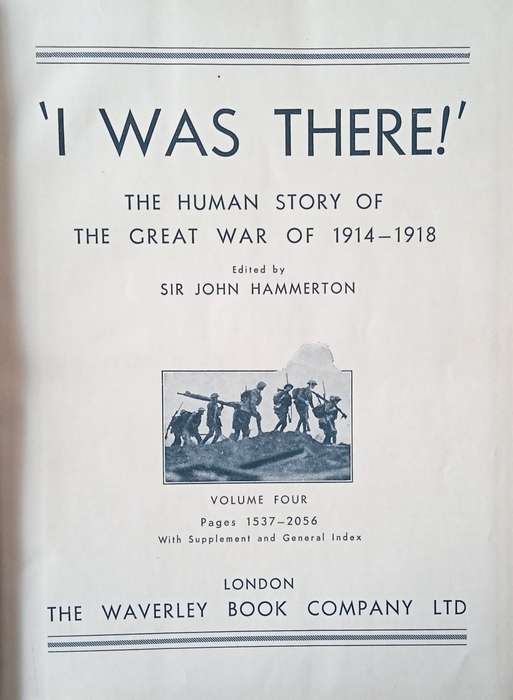 'I WAS THERE!'
THE HUMAN STORY OF
THE GREAT WAR OF 1914–1918
Edited by
SIR JOHN HAMMERTON
VOLUME FOUR
Pages 1537–2056
With Supplement and General Index
LONDON
THE WAVERLEY BOOK COMPANY LTD